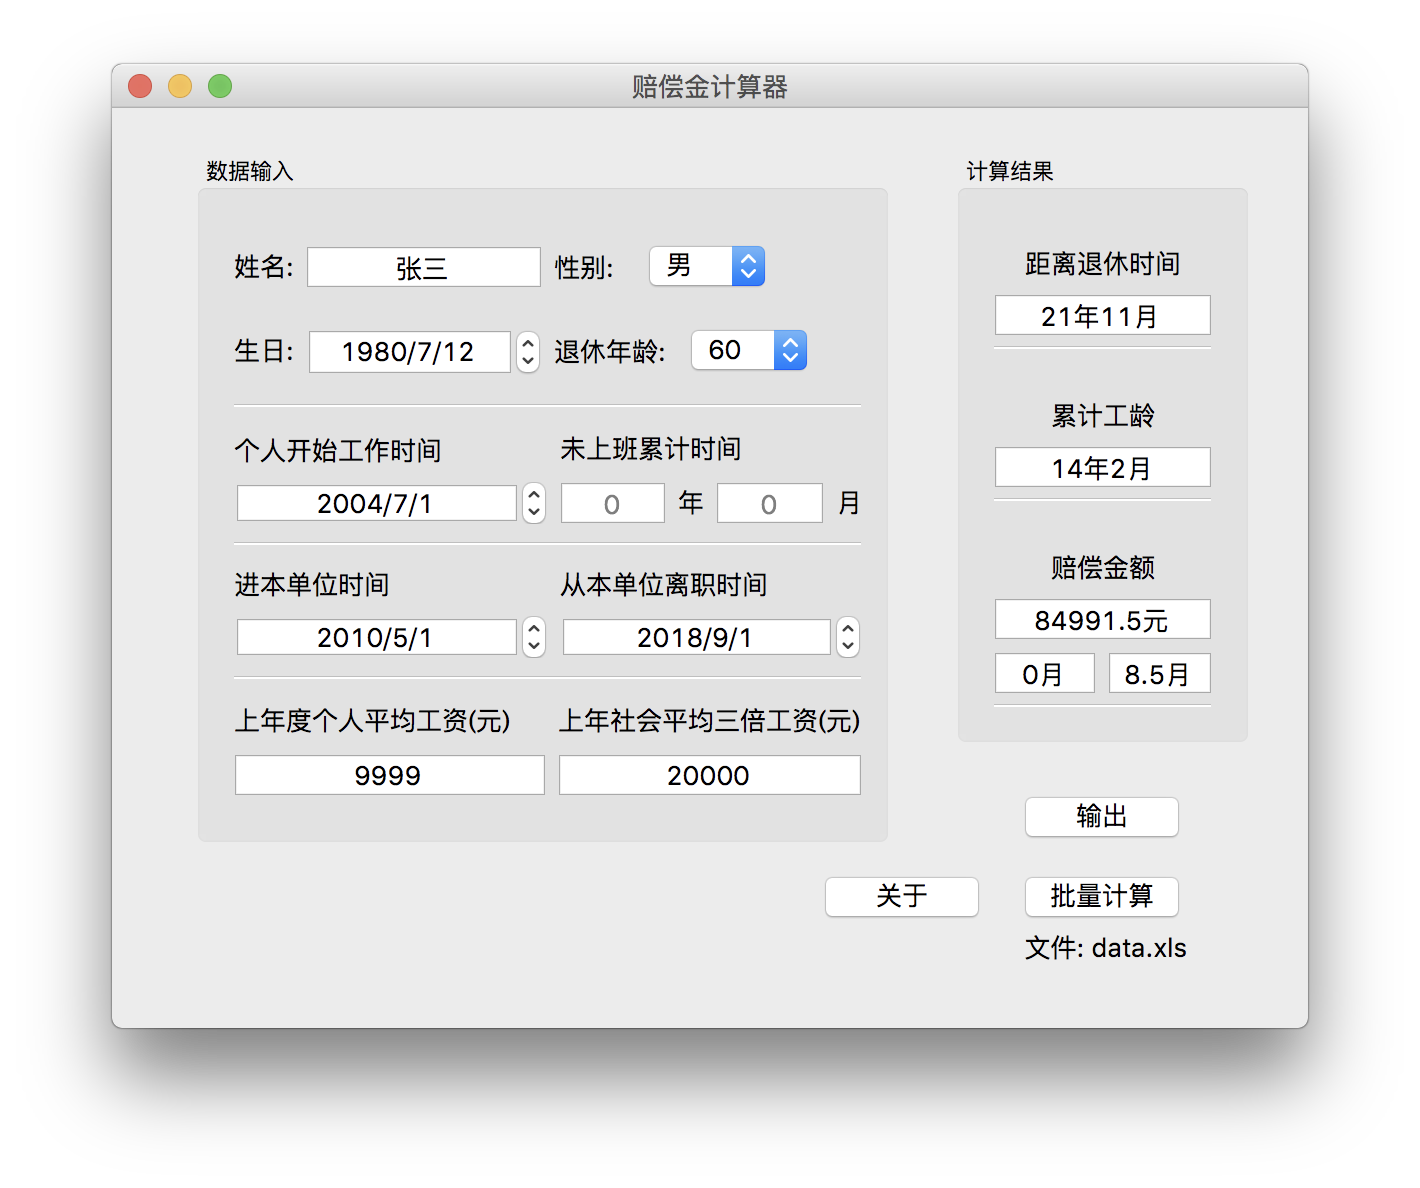 赔偿金计算器
数据输入
姓名: 张三 性别: 男
生日: 1980/7/12 退休年龄: 60
个人开始工作时间 未上班累计时间
2004/7/1 0 年 0 月
进本单位时间 从本单位离职时间
2010/5/1 2018/9/1
上年度个人平均工资(元) 上年社会平均三倍工资(元)
9999 20000
计算结果
距离退休时间
21年11月
累计工龄
14年2月
赔偿金额
84991.5元
0月 8.5月
输出
关于 批量计算
文件: data.xls